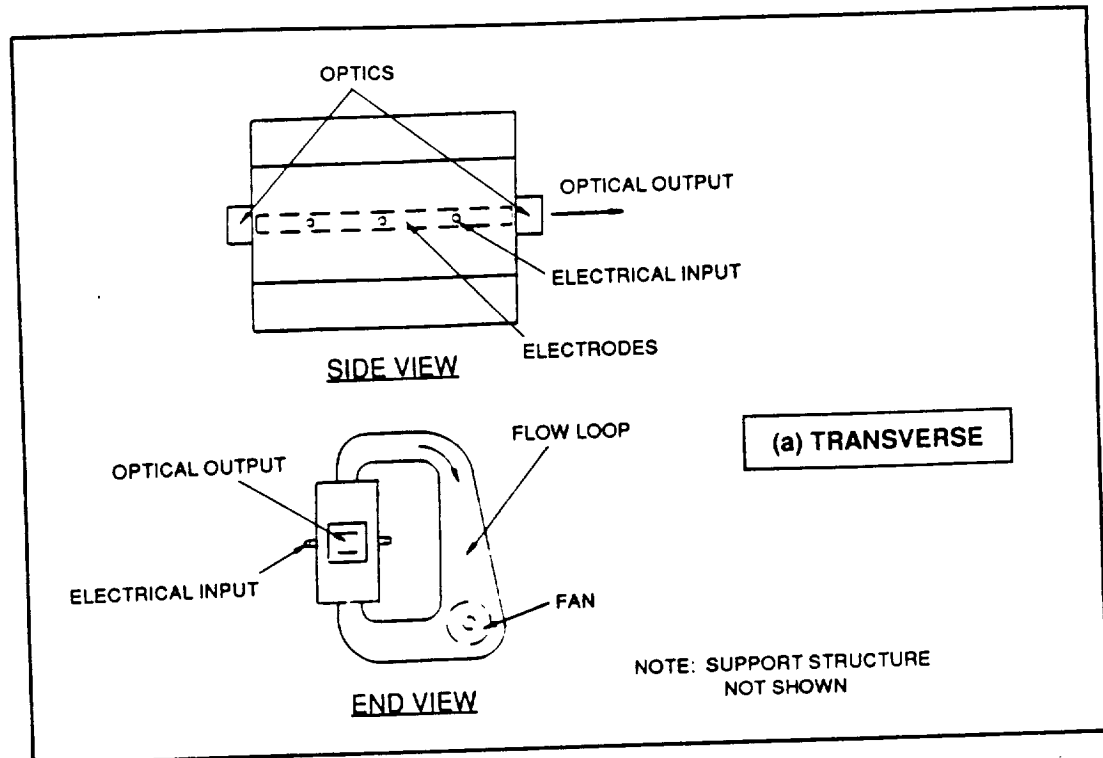 OPTICS
OPTICAL OUTPUT
ELECTRICAL INPUT
ELECTRODES
SIDE VIEW
(a) TRANSVERSE
FLOW LOOP
OPTICAL OUTPUT
ELECTRICAL INPUT
FAN
NOTE: SUPPORT STRUCTURE
NOT SHOWN
END VIEW